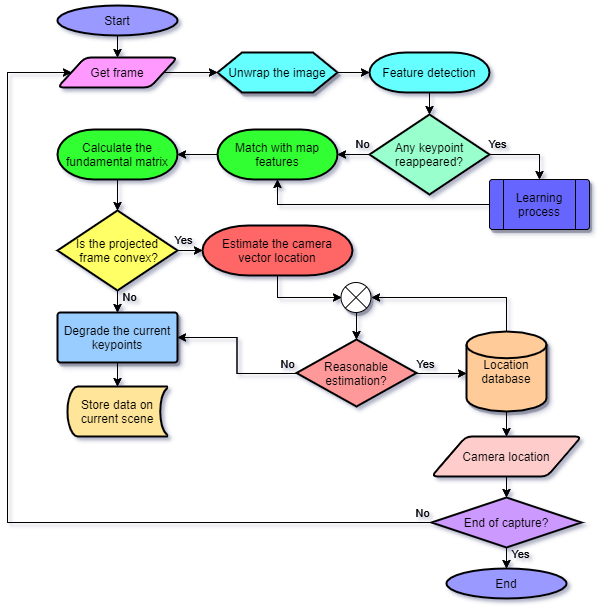 Start
Get frame
Unwrap the image
Feature detection
Any keypoint
reappeared?
No
Yes
Learning
process
Match with map
features
Calculate the
fundamental matrix
Is the projected
frame convex?
Yes
No
Estimate the camera
vector location
Degrade the current
keypoints
Store data on
current scene
Reasonable
estimation?
No
Yes
Location
database
Camera location
End of capture?
No
Yes
End